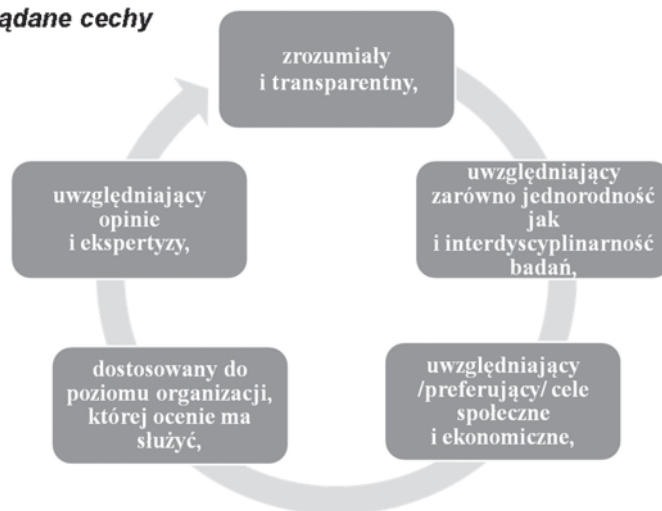 ądane cechy
zrozumiały
i transparentny,
uwzględniający
zarówno jednorodność
jak
i interdyscyplinarność
badań,
uwzględniający
/preferujący/ cele
społeczne
i ekonomiczne,
dostosowany do
poziomu organizacji,
której ocenie ma
służyć,
uwzględniający
opinie
i ekspertyzy,